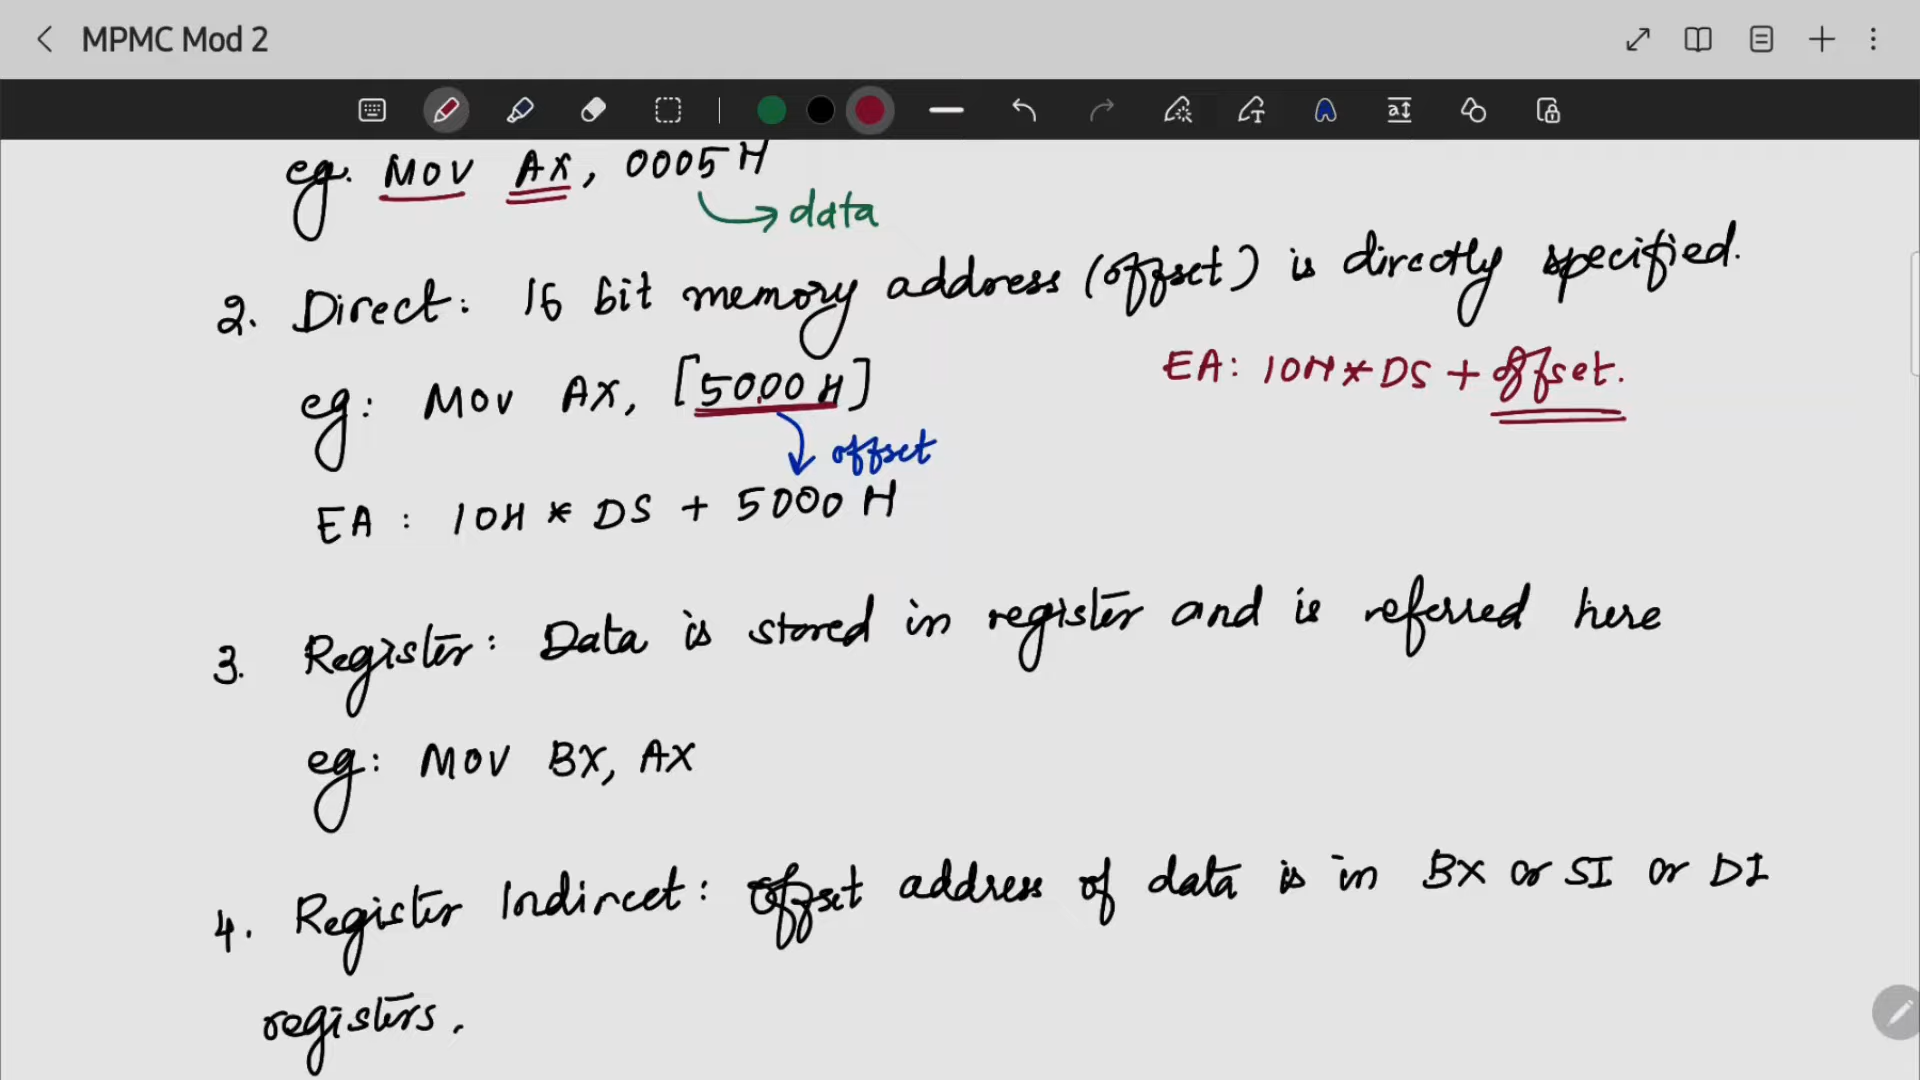 MPMC Mod 2
eg. MOV AX, 0005H
data
2. Direct: 16 bit memory address (offset) is directly specified.
eg: MOV AX, [5000 H]
EA: 10H * DS + offset.
offset
EA : 10H * DS + 5000 H
3. Register: Data is stored in register and is referred here
eg: MOV BX, AX
4. Register Indircet: Offset address of data is in BX or SI or DI
registers.